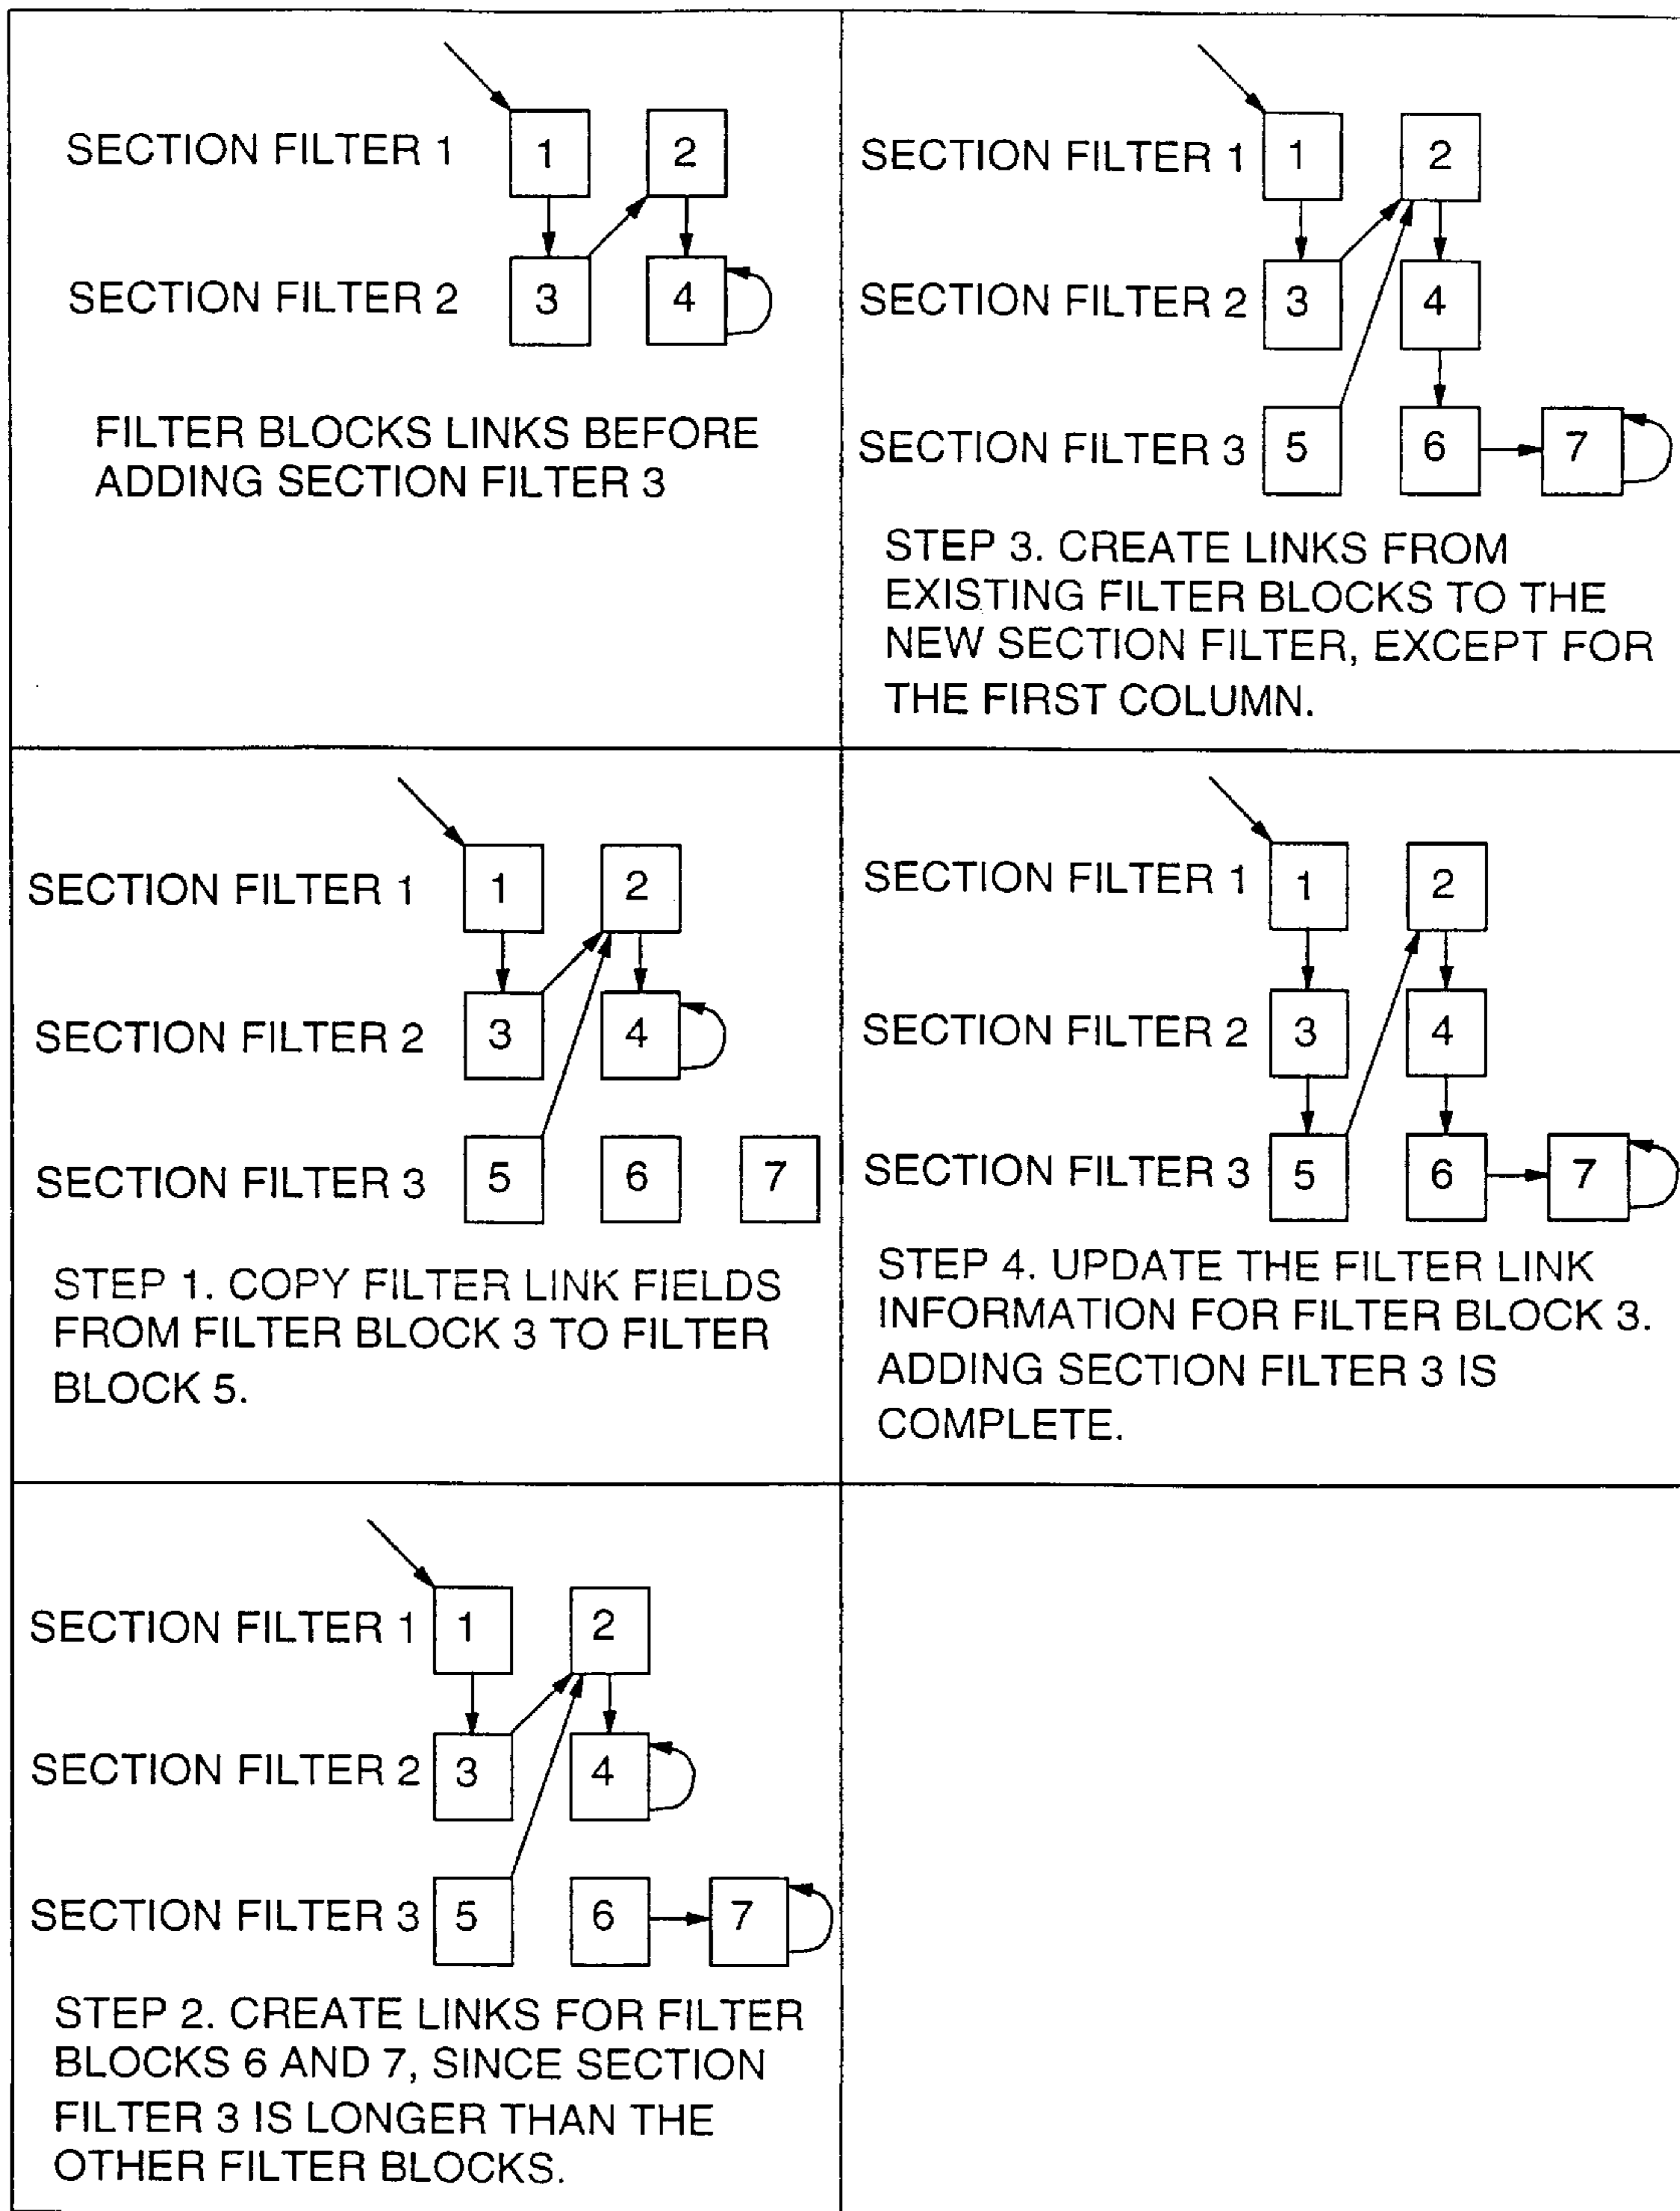 SECTION FILTER 1 1 2
SECTION FILTER 2 3 4
FILTER BLOCKS LINKS BEFORE
ADDING SECTION FILTER 3
SECTION FILTER 1 1 2
SECTION FILTER 2 3 4
SECTION FILTER 3 5 6 7
STEP 1. COPY FILTER LINK FIELDS
FROM FILTER BLOCK 3 TO FILTER
BLOCK 5.
SECTION FILTER 1 1 2
SECTION FILTER 2 3 4
SECTION FILTER 3 5 6 7
STEP 2. CREATE LINKS FOR FILTER
BLOCKS 6 AND 7, SINCE SECTION
FILTER 3 IS LONGER THAN THE
OTHER FILTER BLOCKS.
SECTION FILTER 1 1 2
SECTION FILTER 2 3 4
SECTION FILTER 3 5 6 7
STEP 3. CREATE LINKS FROM
EXISTING FILTER BLOCKS TO THE
NEW SECTION FILTER, EXCEPT FOR
THE FIRST COLUMN.
SECTION FILTER 1 1 2
SECTION FILTER 2 3 4
SECTION FILTER 3 5 6 7
STEP 4. UPDATE THE FILTER LINK
INFORMATION FOR FILTER BLOCK 3.
ADDING SECTION FILTER 3 IS
COMPLETE.